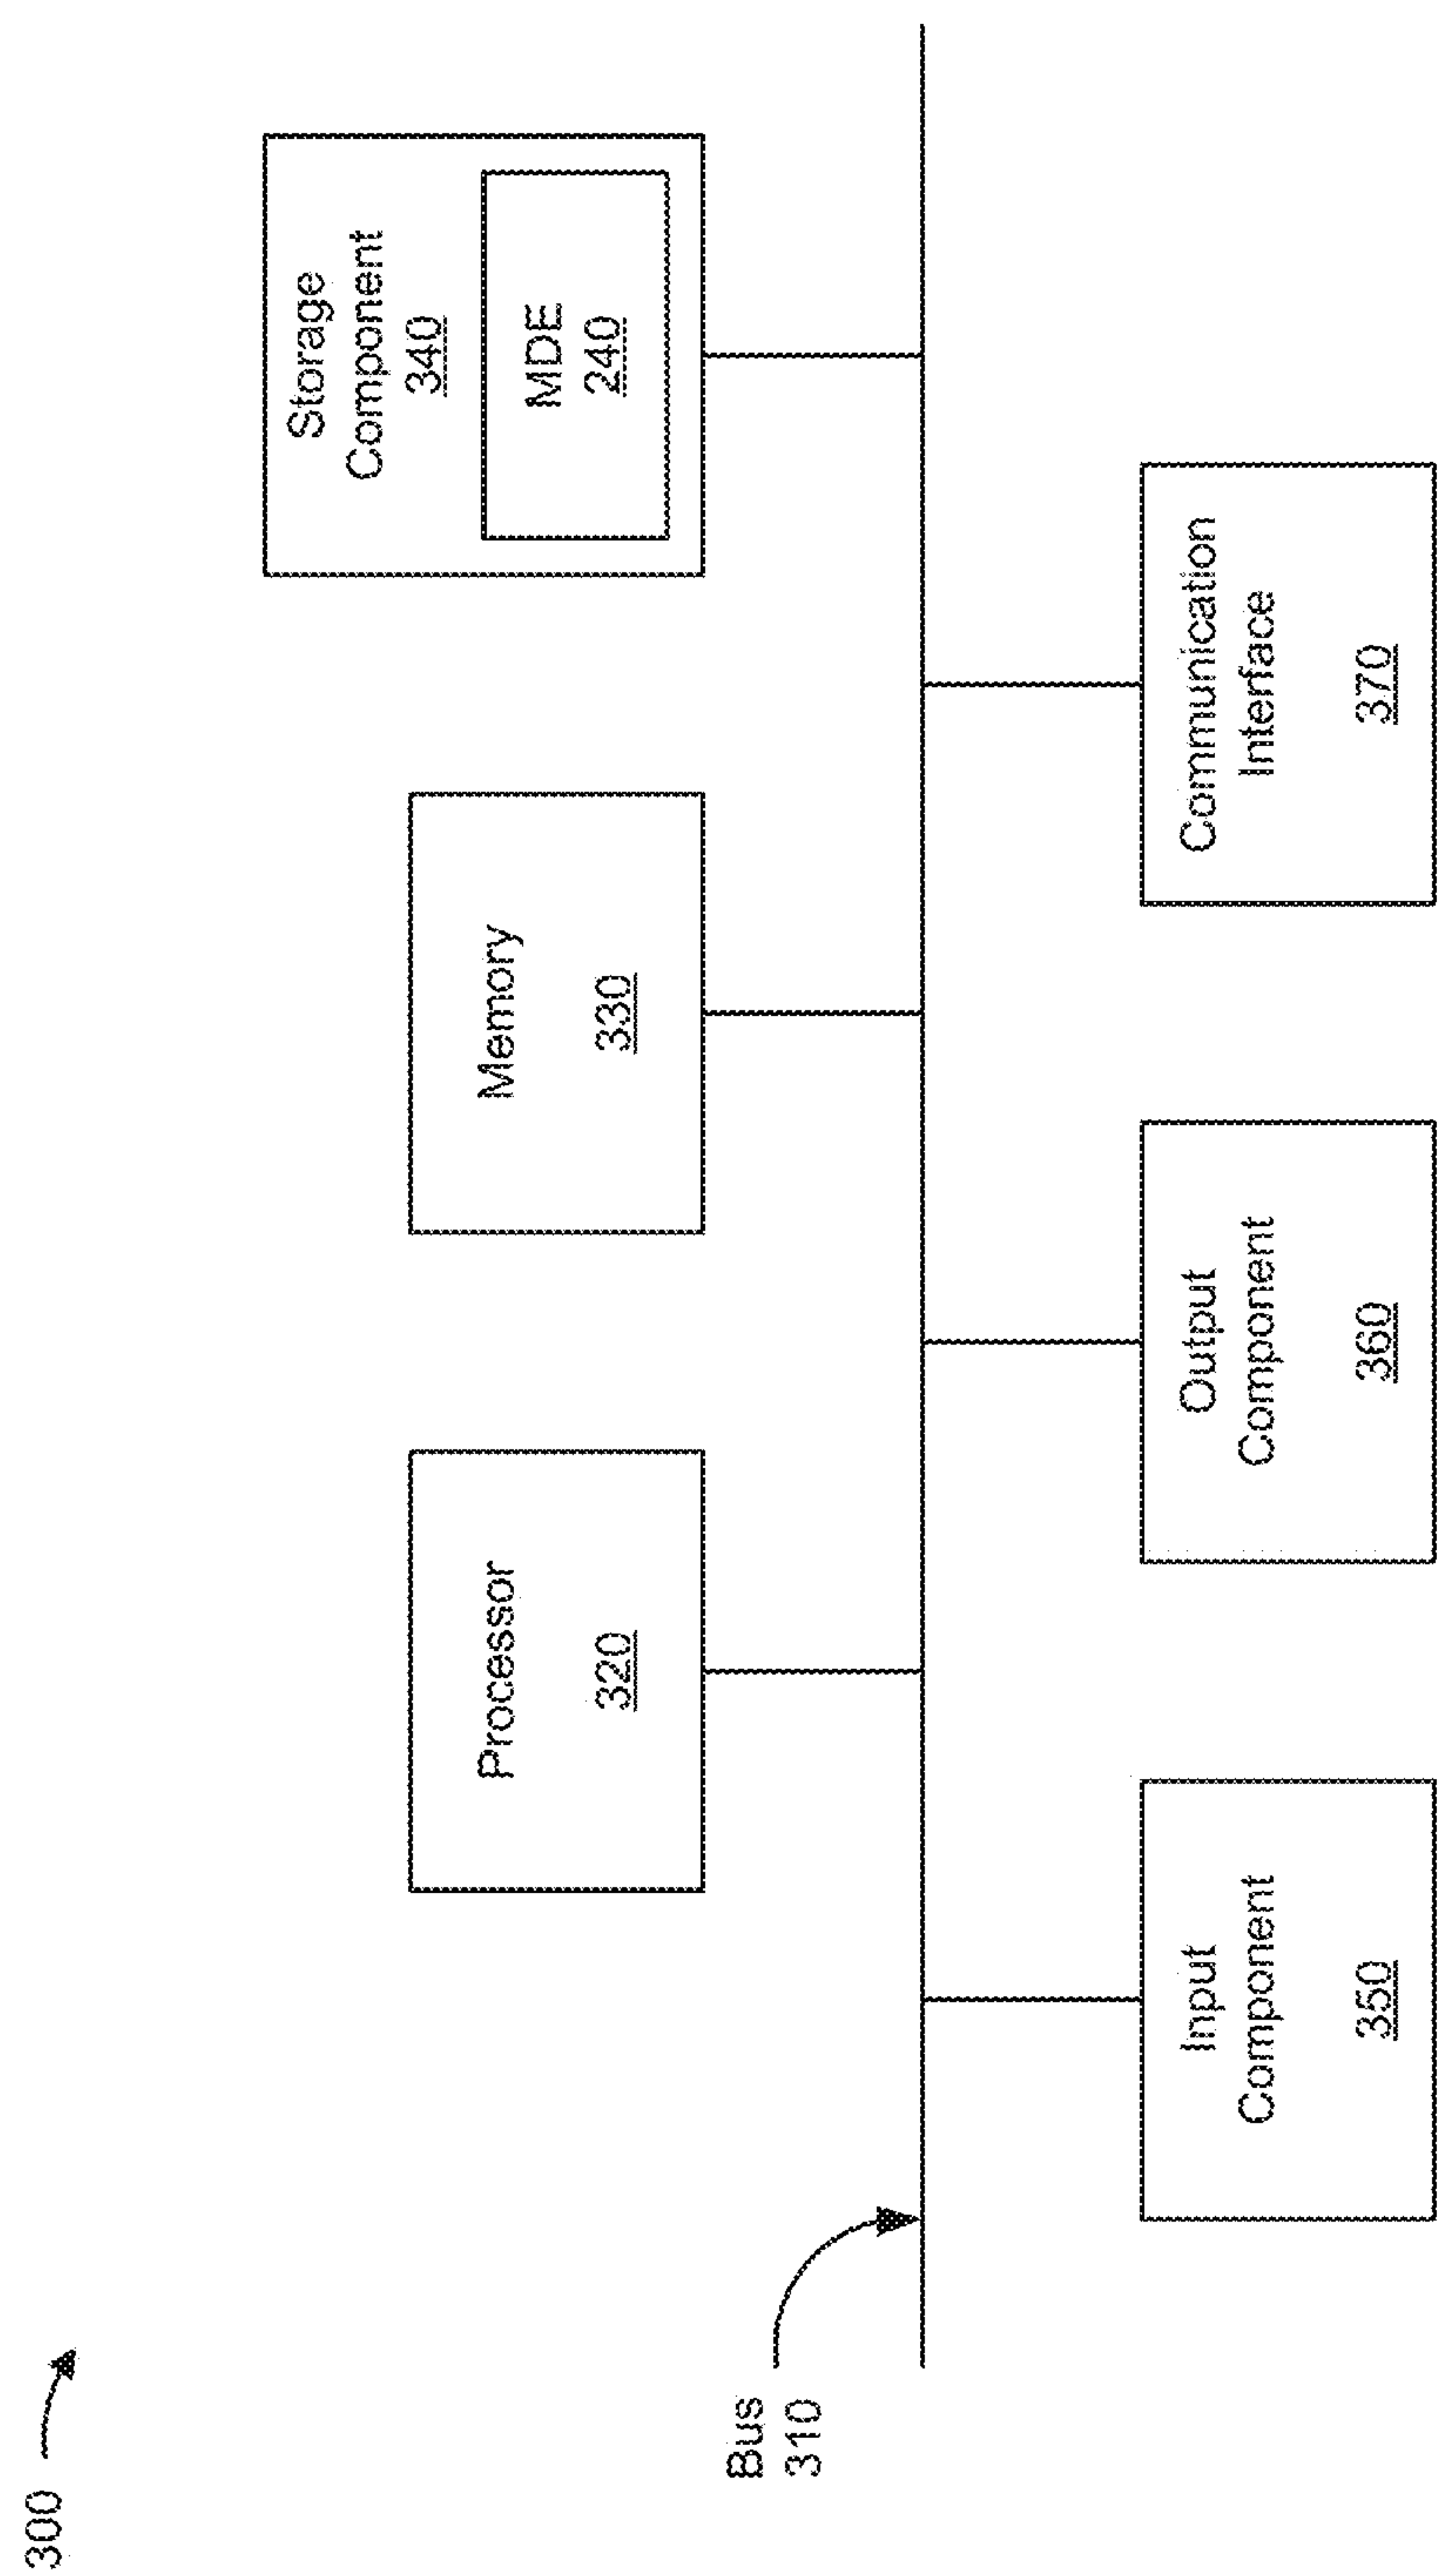 300
Bus
310
Processor
320
Memory
330
Storage
Component
340
MDE
240
Input
Component
350
Output
Component
360
Communication
Interface
370